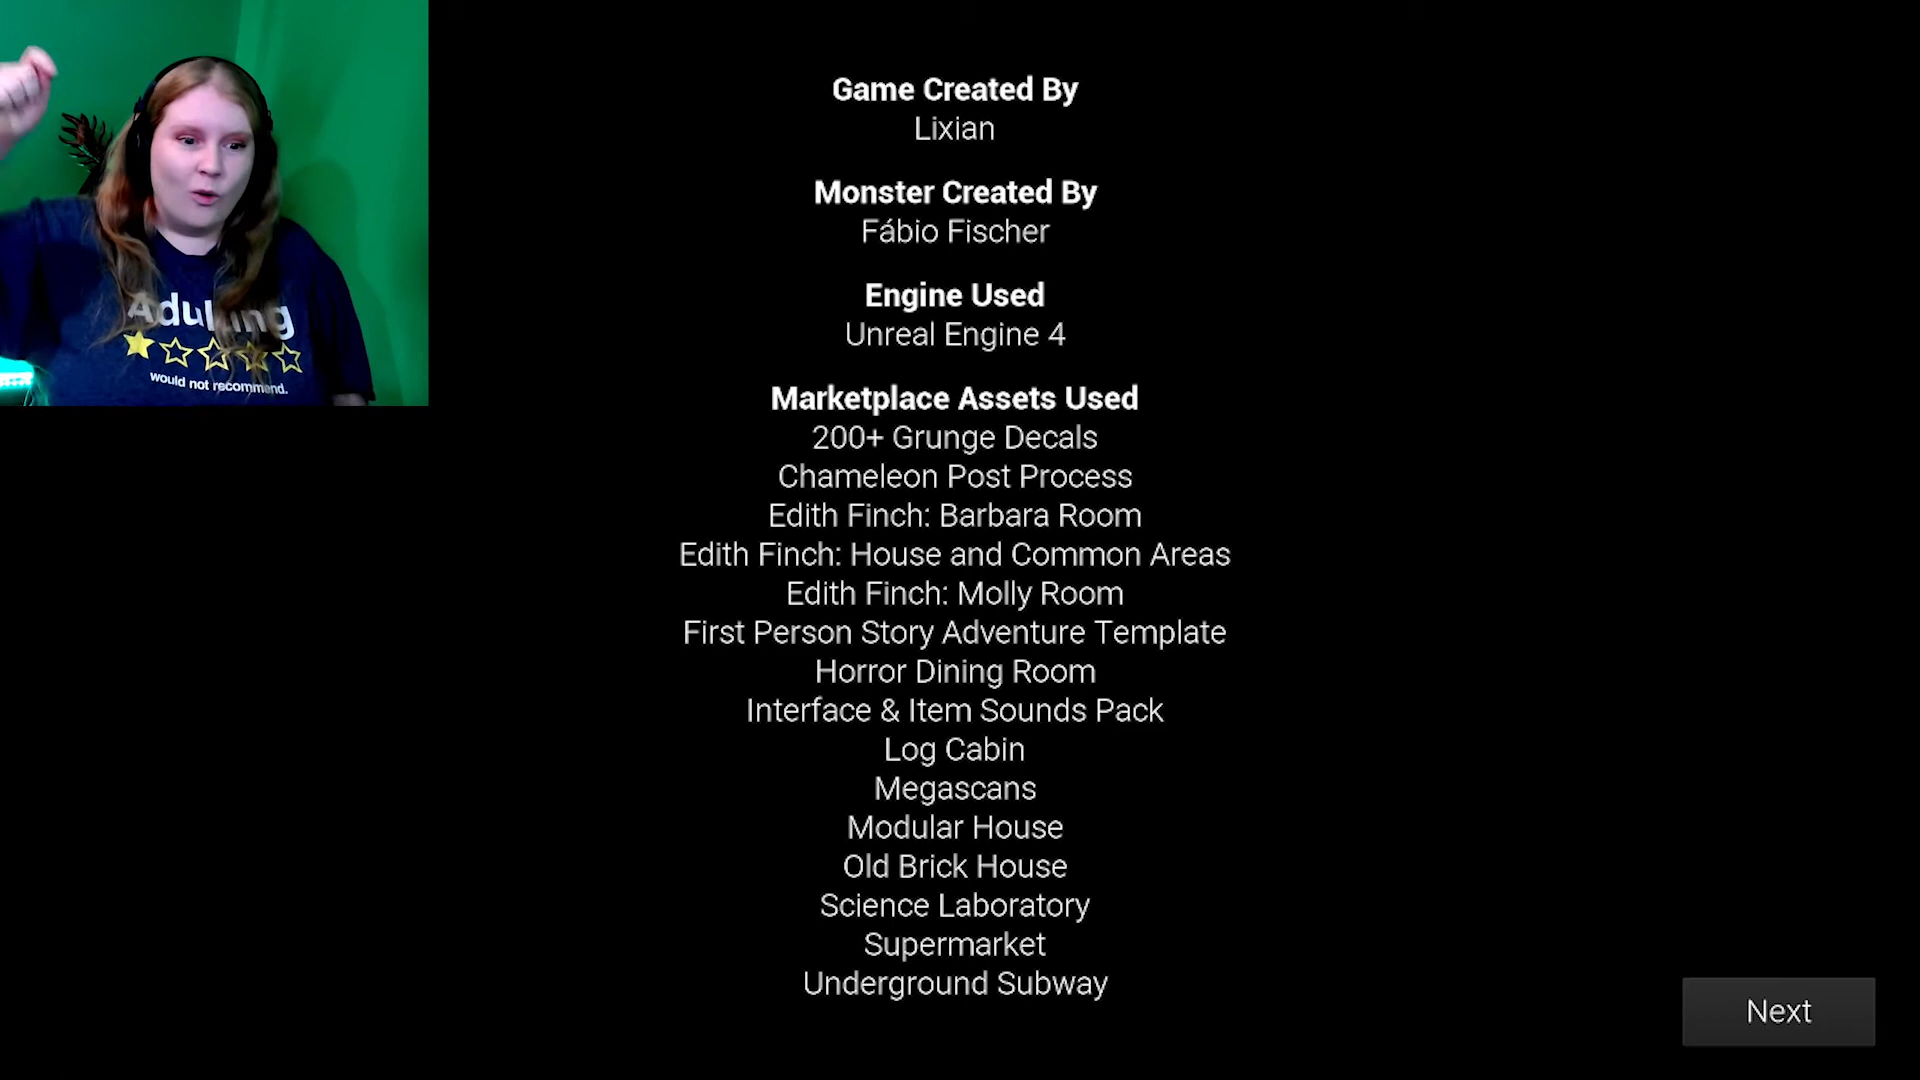 Adulting
would not recommend.
Game Created By
Lixian
Monster Created By
Fábio Fischer
Engine Used
Unreal Engine 4
Marketplace Assets Used
200+ Grunge Decals
Chameleon Post Process
Edith Finch: Barbara Room
Edith Finch: House and Common Areas
Edith Finch: Molly Room
First Person Story Adventure Template
Horror Dining Room
Interface & Item Sounds Pack
Log Cabin
Megascans
Modular House
Old Brick House
Science Laboratory
Supermarket
Underground Subway
Next